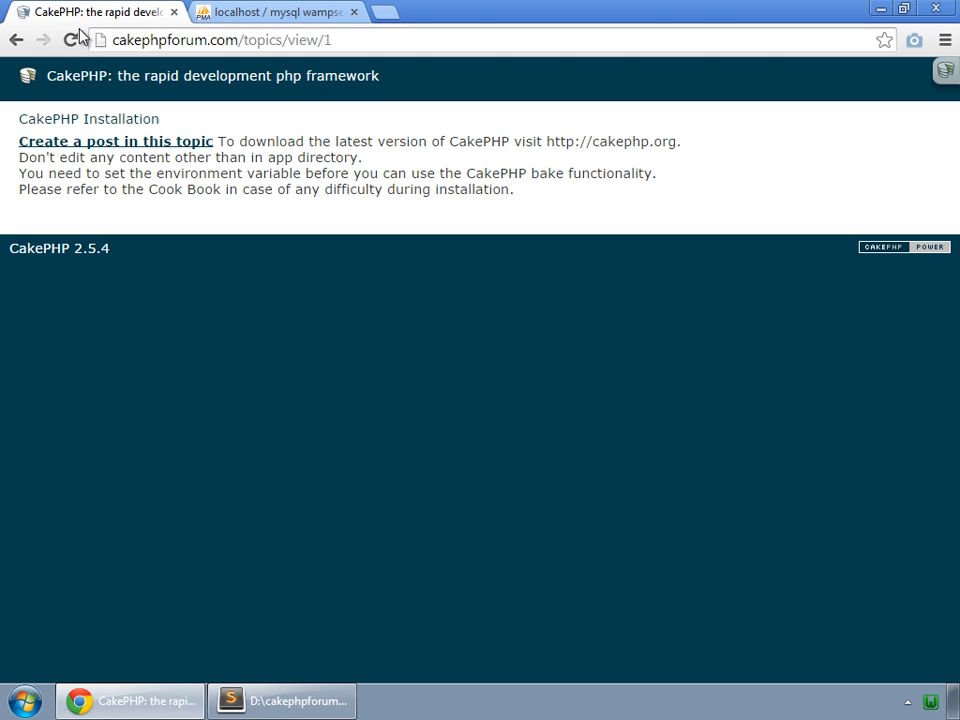 CakePHP: the rapid devel
localhost / mysql wampse
cakephpforum.com/topics/view/1
CakePHP: the rapid development php framework
CakePHP Installation
Create a post in this topic To download the latest version of CakePHP visit http://cakephp.org.
Don't edit any content other than in app directory.
You need to set the environment variable before you can use the CakePHP bake functionality.
Please refer to the Cook Book in case of any difficulty during installation.
CakePHP 2.5.4
CAKEPHP POWER
CakePHP: the rapi...
D:\cakephpforum...